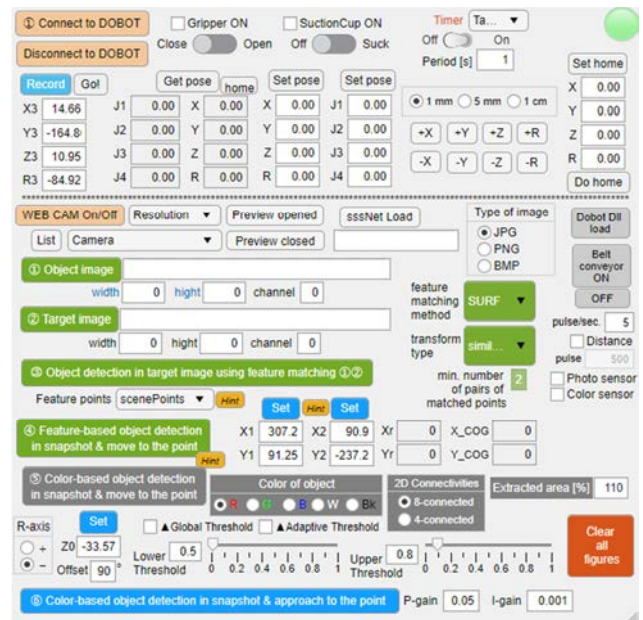 ① Connect to DOBOT Gripper ON SuctionCup ON Timer Ta... ▼
Disconnect to DOBOT Close Open Off Suck Off On
Period [s] 1
Record Go! Get pose home Set pose Set pose Set home
X3 14.66 J1 0.00 X 0.00 X 0.00 J1 0.00 1 mm 5 mm 1 cm X 0.00
Y3 -164.8 J2 0.00 Y 0.00 Y 0.00 J2 0.00 +X +Y +Z +R Y 0.00
Z3 10.95 J3 0.00 Z 0.00 Z 0.00 J3 0.00 -X -Y -Z -R Z 0.00
R3 -84.92 J4 0.00 R 0.00 R 0.00 J4 0.00 R 0.00
Do home
WEB CAM On/Off Resolution ▼ Preview opened sssNet Load Type of image Dobot Dll load
List Camera ▼ Preview closed JPG
PNG
BMP
Belt conveyor ON
OFF
① Object image
width 0 hight 0 channel 0
feature matching method SURF ▼
② Target image
width 0 hight 0 channel 0
transform type simil... ▼
pulse/sec. 5
Distance
pulse 500
③ Object detection in target image using feature matching ①②
min. number of pairs of matched points 2
Photo sensor
Color sensor
Feature points scenePoints ▼ Hint Set Hint Set
④ Feature-based object detection in snapshot & move to the point
X1 307.2 X2 90.9 Xr 0 X_COG 0
Hint Y1 91.25 Y2 -237.2 Yr 0 Y_COG 0
⑤ Color-based object detection in snapshot & move to the point
Color of object
R G B W Bk
2D Connectivities
8-connected
4-connected
Extracted area [%] 110
R-axis Set ▲Global Threshold ▲Adaptive Threshold
+ Z0 -33.57 Lower Threshold 0.5 0 0.2 0.4 0.6 0.8 1 Upper Threshold 0.8 0 0.2 0.4 0.6 0.8 1
− Offset 90 °
Clear all figures
⑥ Color-based object detection in snapshot & approach to the point P-gain 0.05 I-gain 0.001